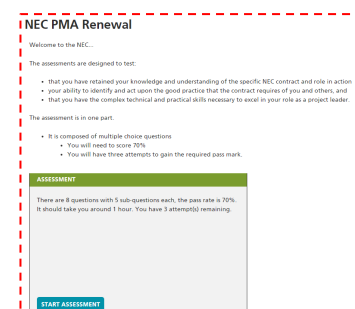 NEC PMA Renewal
Welcome to the NEC...
The assessments are designed to test:
• that you have retained your knowledge and understanding of the specific NEC contract and role in action
• your ability to identify and act upon the good practice that the contract requires of you and others, and
• that you have the complex technical and practical skills necessary to excel in your role as a project leader.
The assessment is in one part.
• It is composed of multiple choice questions
• You will need to score 70%
• You will have three attempts to gain the required pass mark.
ASSESSMENT
There are 8 questions with 5 sub-questions each, the pass rate is 70%.
It should take you around 1 hour. You have 3 attempt(s) remaining.
START ASSESSMENT